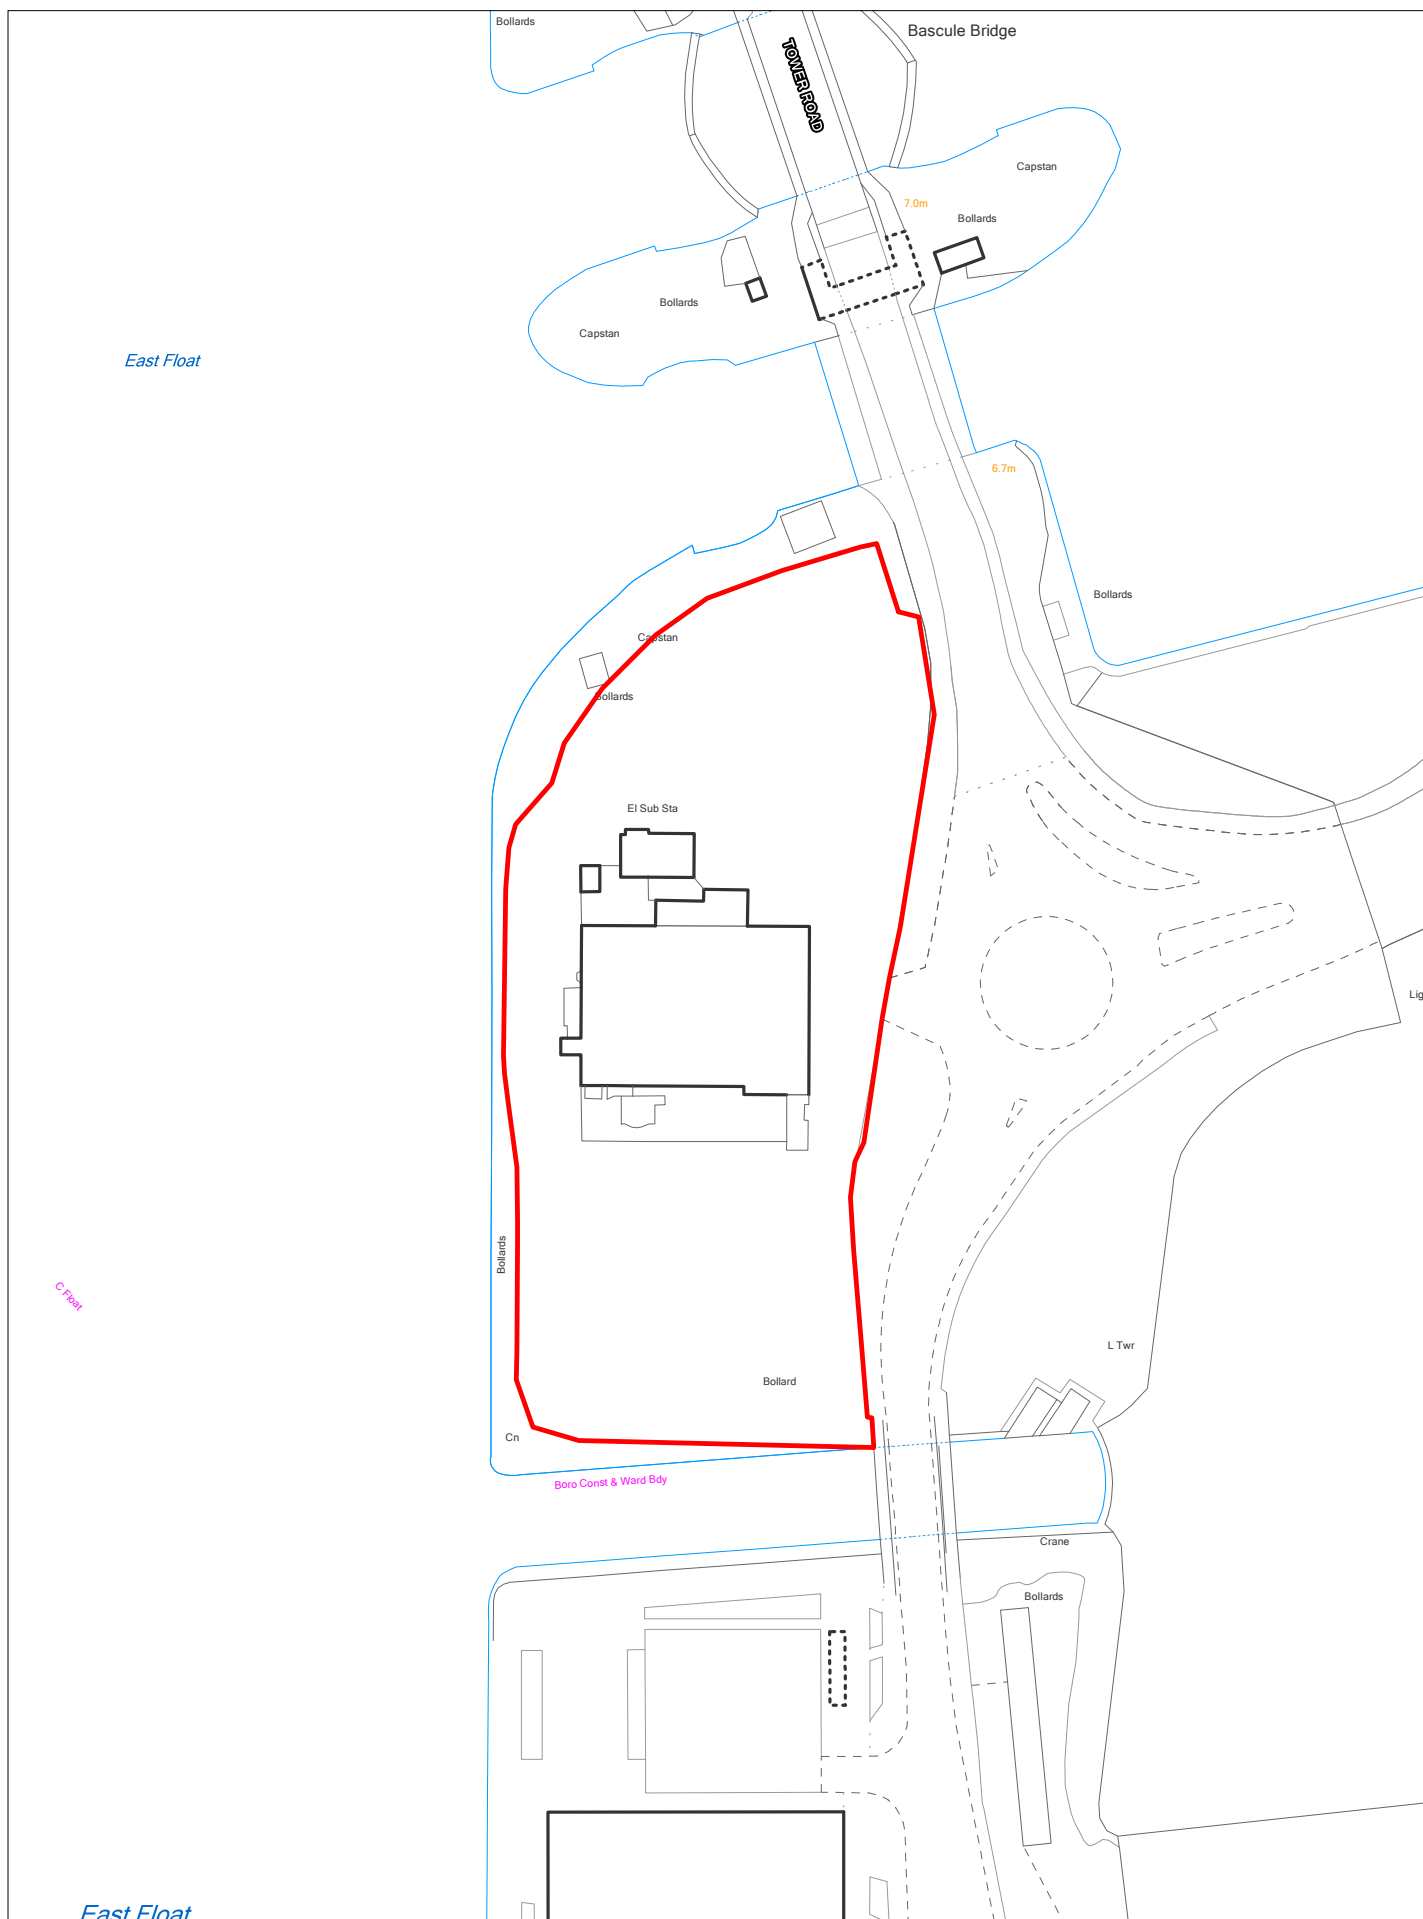 Bollards
Bascule Bridge
TOWER ROAD
Capstan
7.0m
Bollards
Bollards
Capstan
East Float
6.7m
Bollards
Capstan
Bollards
El Sub Sta
Lig
Bollards
C Float
L Twr
Bollard
Cn
Boro Const & Ward Bdy
Crane
Bollards
East Float